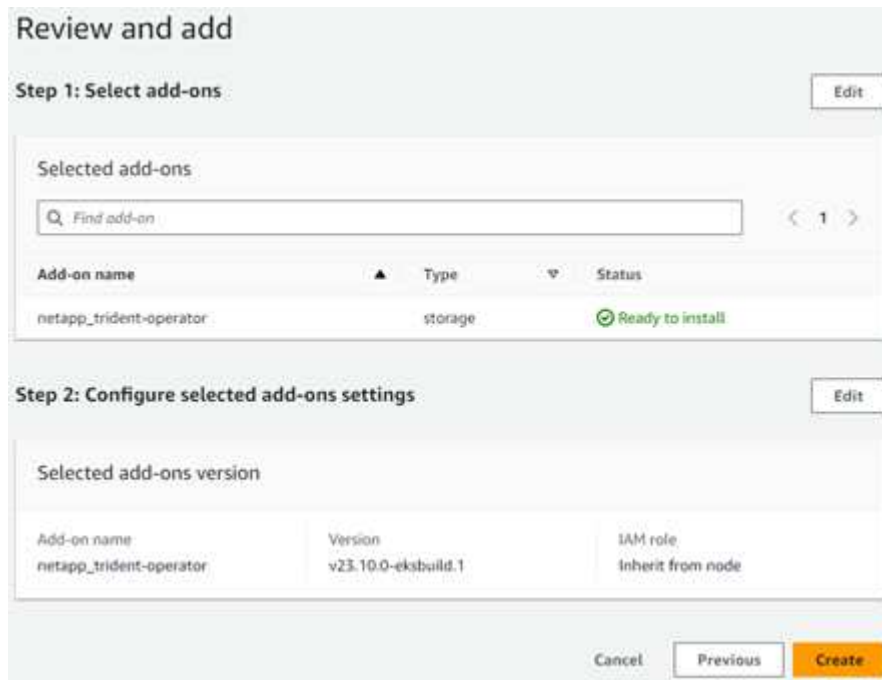 Review and add
Step 1: Select add-ons
Edit
Selected add-ons
Find add-on
1
Add-on name Type Status
netapp_trident-operator storage Ready to install
Step 2: Configure selected add-ons settings
Edit
Selected add-ons version
Add-on name Version IAM role
netapp_trident-operator v23.10.0-eksbuild.1 Inherit from node
Cancel Previous Create